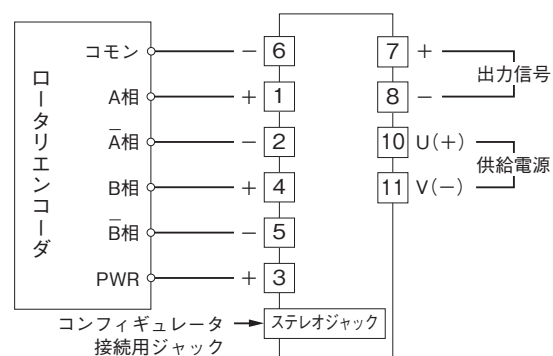 ロータリエンコーダ
コモン － 6
A相 ＋ 1
A̅相 － 2
B相 ＋ 4
B̅相 － 5
PWR ＋ 3
7 ＋
8 －
出力信号
10 U(＋)
11 V(－)
供給電源
コンフィギュレータ
接続用ジャック
ステレオジャック